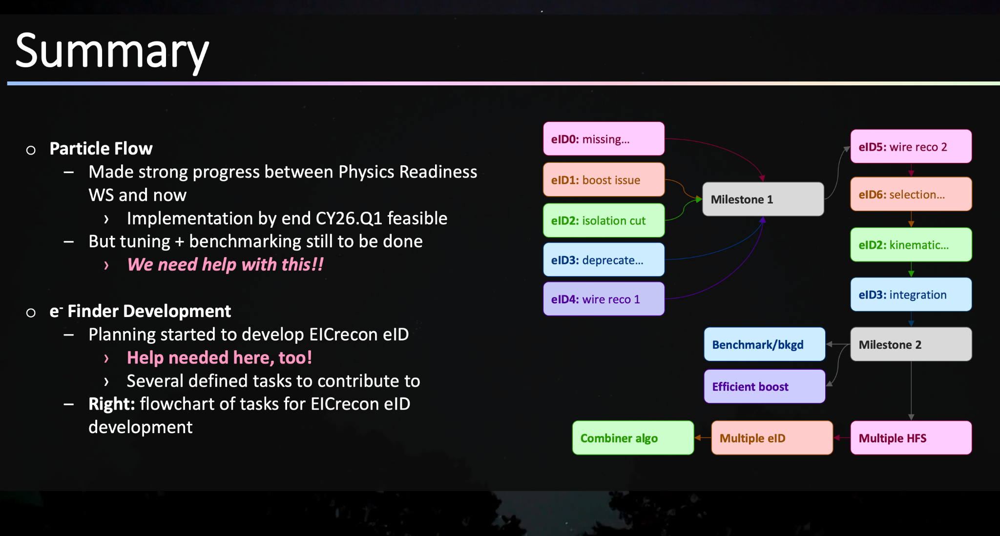 Summary
○ Particle Flow
– Made strong progress between Physics Readiness
WS and now
› Implementation by end CY26.Q1 feasible
– But tuning + benchmarking still to be done
› We need help with this!!
○ e- Finder Development
– Planning started to develop EICrecon eID
› Help needed here, too!
› Several defined tasks to contribute to
– Right: flowchart of tasks for EICrecon eID
development
eID0: missing...
eID1: boost issue
eID2: isolation cut
eID3: deprecate...
eID4: wire reco 1
Milestone 1
eID5: wire reco 2
eID6: selection...
eID2: kinematic...
eID3: integration
Milestone 2
Benchmark/bkgd
Efficient boost
Multiple HFS
Multiple eID
Combiner algo